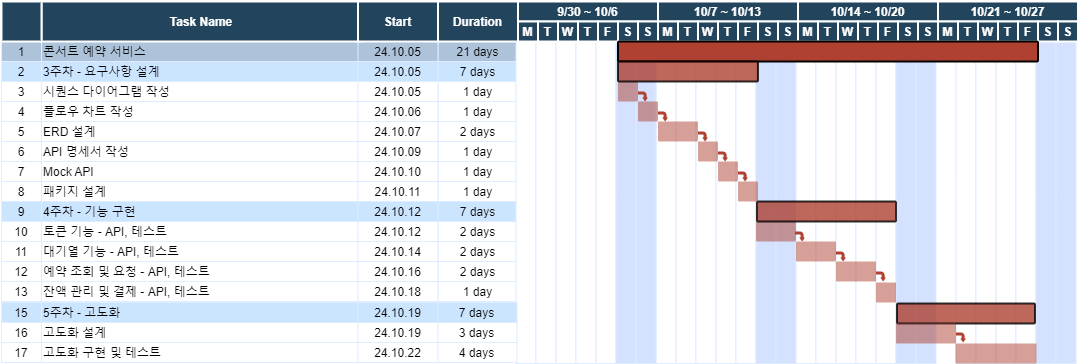 Task Name Start Duration 9/30 ~ 10/6 10/7 ~ 10/13 10/14 ~ 10/20 10/21 ~ 10/27
M T W T F S S M T W T F S S M T W T F S S M T W T F S S
1 콘서트 예약 서비스 24.10.05 21 days
2 3주차 - 요구사항 설계 24.10.05 7 days
3 시퀀스 다이어그램 작성 24.10.05 1 day
4 플로우 차트 작성 24.10.06 1 day
5 ERD 설계 24.10.07 2 days
6 API 명세서 작성 24.10.09 1 day
7 Mock API 24.10.10 1 day
8 패키지 설계 24.10.11 1 day
9 4주차 - 기능 구현 24.10.12 7 days
10 토큰 기능 - API, 테스트 24.10.12 2 days
11 대기열 기능 - API, 테스트 24.10.14 2 days
12 예약 조회 및 요청 - API, 테스트 24.10.16 2 days
13 잔액 관리 및 결제 - API, 테스트 24.10.18 1 day
15 5주차 - 고도화 24.10.19 7 days
16 고도화 설계 24.10.19 3 days
17 고도화 구현 및 테스트 24.10.22 4 days